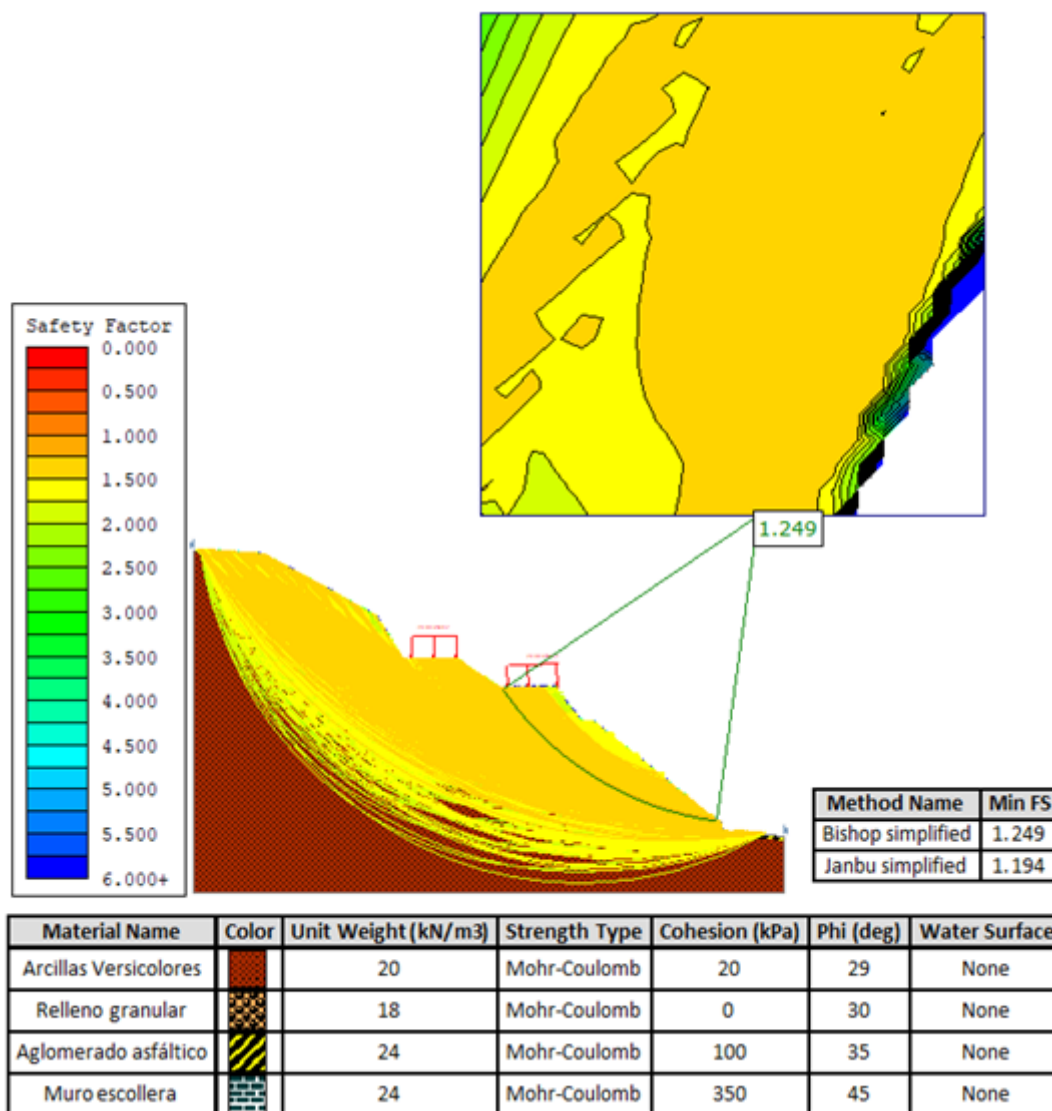 Safety Factor
0.000
0.500
1.000
1.500
2.000
2.500
3.000
3.500
4.000
4.500
5.000
5.500
6.000+
1.249
Method Name Min FS
Bishop simplified 1.249
Janbu simplified 1.194
Material Name Color Unit Weight (kN/m3) Strength Type Cohesion (kPa) Phi (deg) Water Surface
Arcillas Versicolores 20 Mohr-Coulomb 20 29 None
Relleno granular 18 Mohr-Coulomb 0 30 None
Aglomerado asfáltico 24 Mohr-Coulomb 100 35 None
Muro escollera 24 Mohr-Coulomb 350 45 None